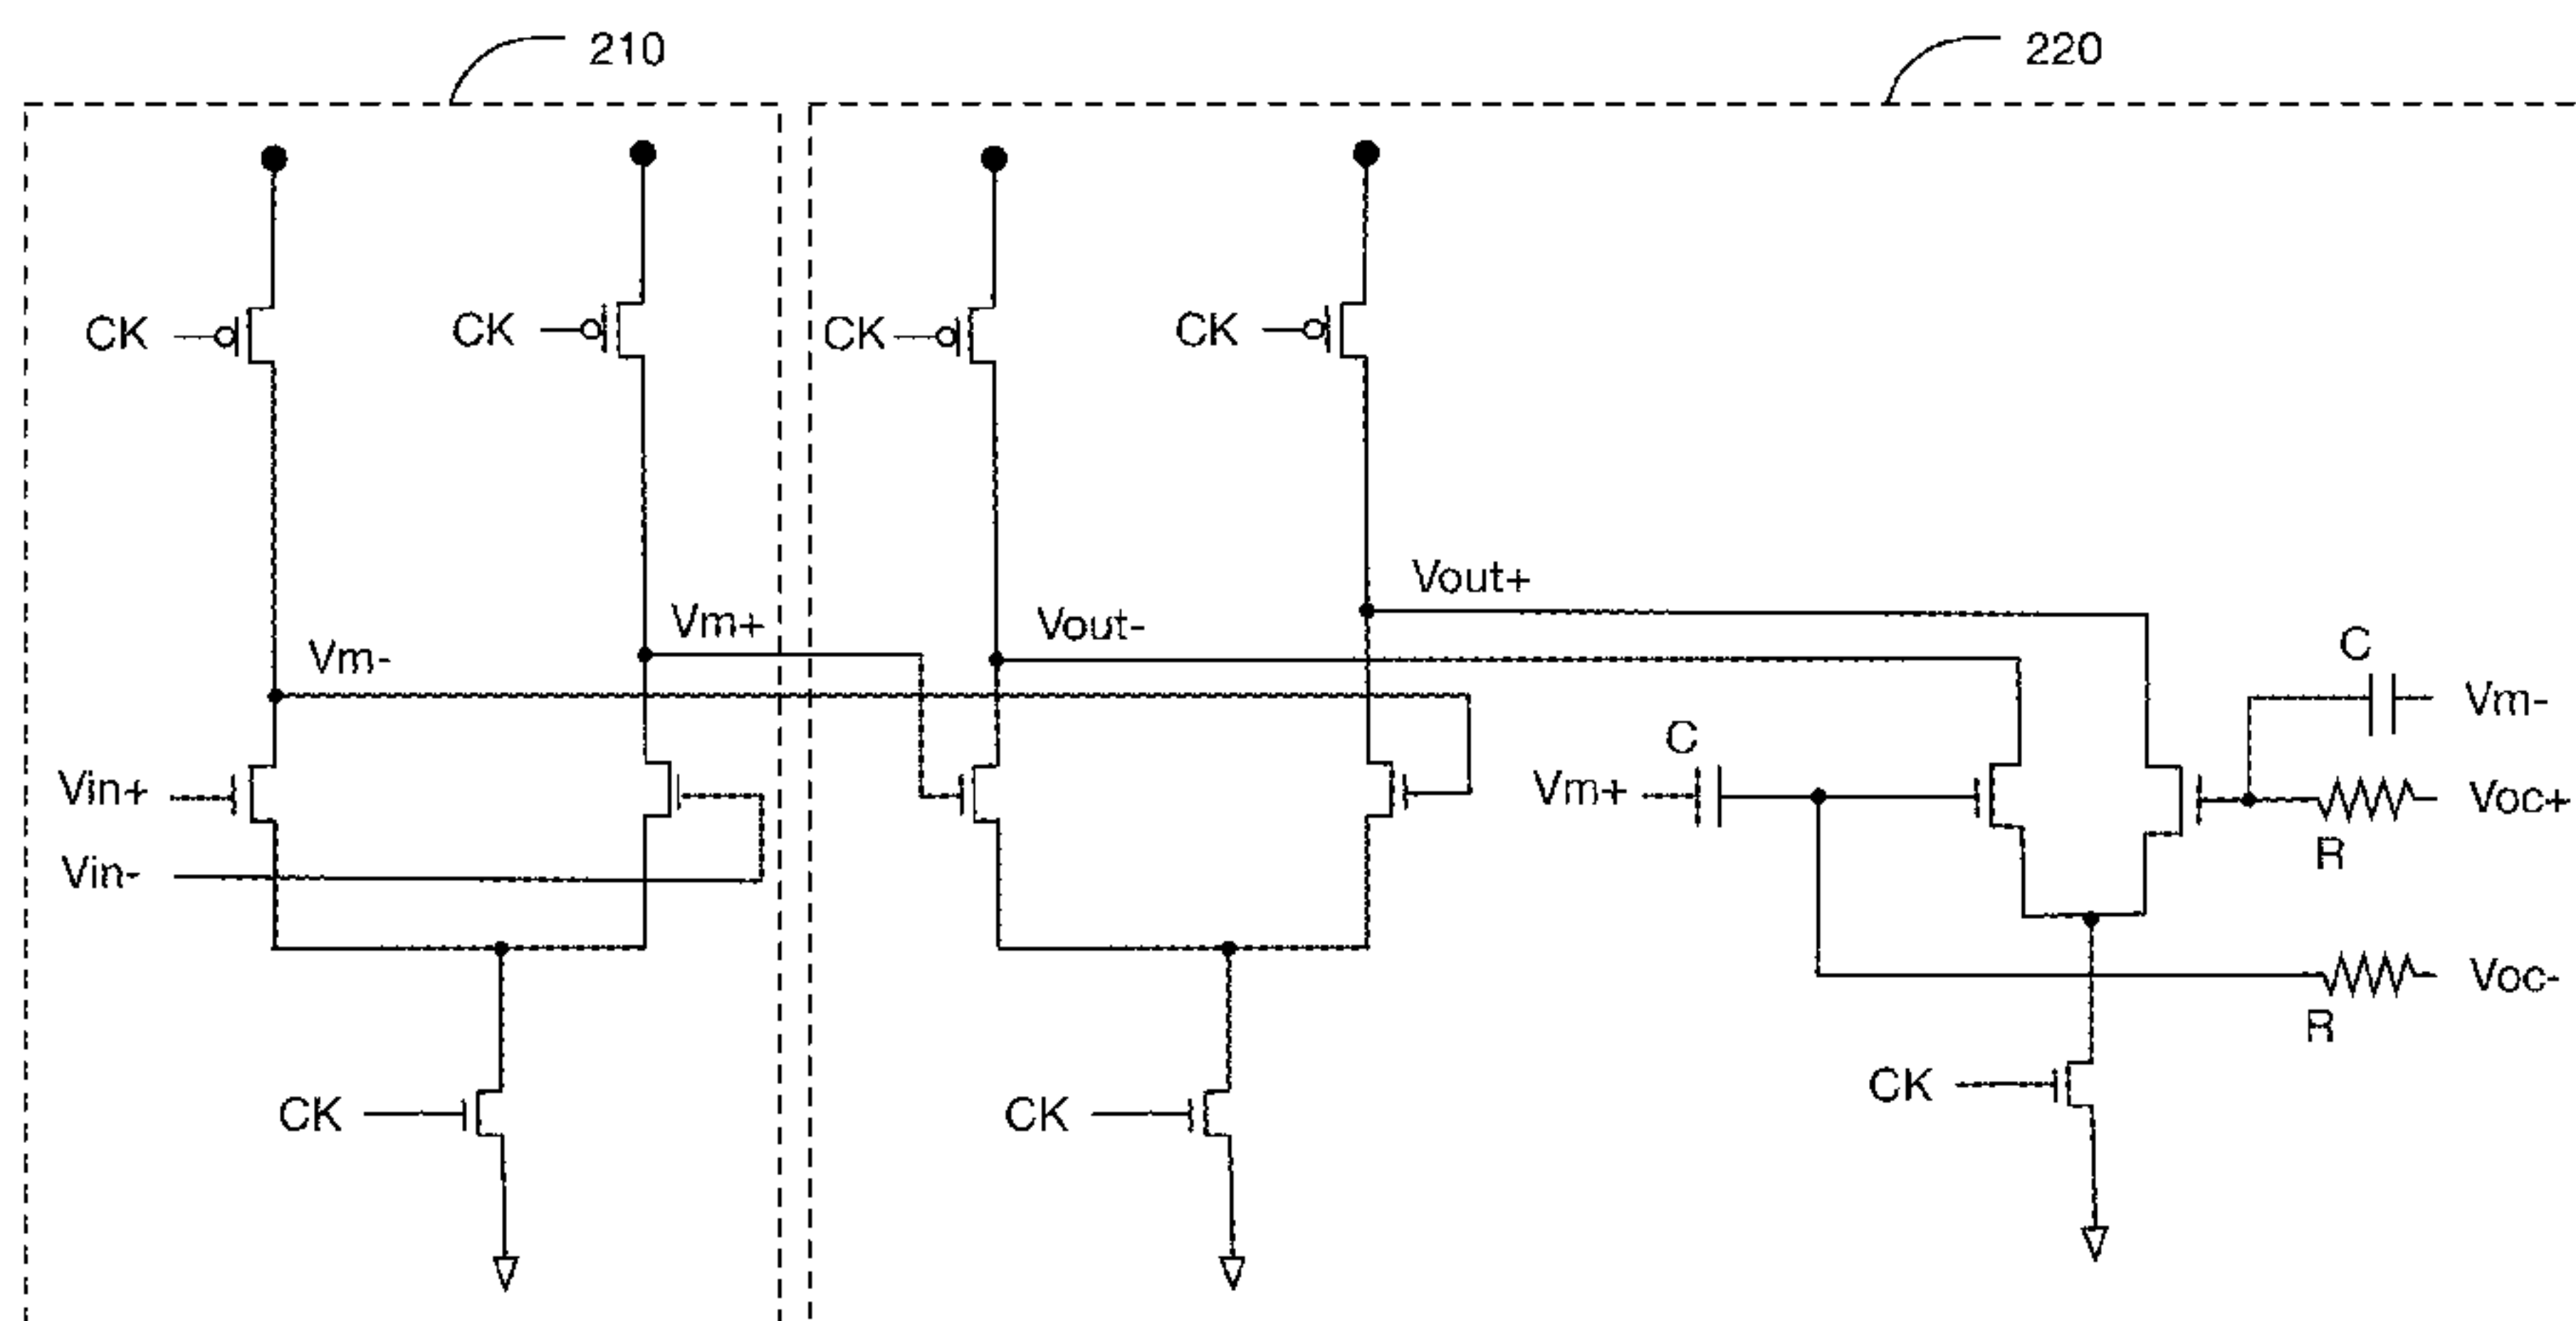 210
220
CK
CK
CK
CK
Vout+
Vm+
Vout-
Vm-
C
Vm-
C
Vin+
Vm+
Voc+
R
Vin-
Voc-
R
CK
CK
CK